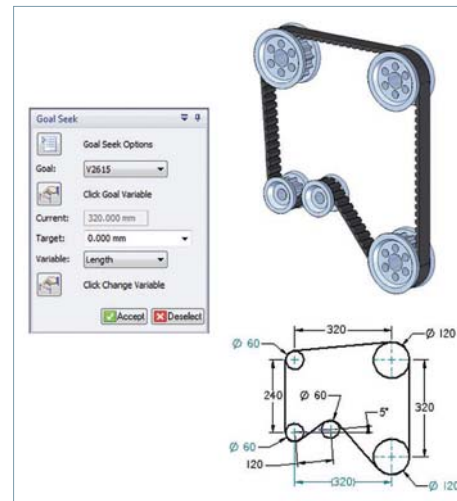 Goal Seek
Goal Seek Options
Goal: V2615
Click Goal Variable
Current: 320.000 mm
Target: 0.000 mm
Variable: Length
Click Change Variable
Accept Deselect
320
Ø 60
Ø 120
240
Ø 60
320
5°
Ø 60
120
(320)
Ø 120